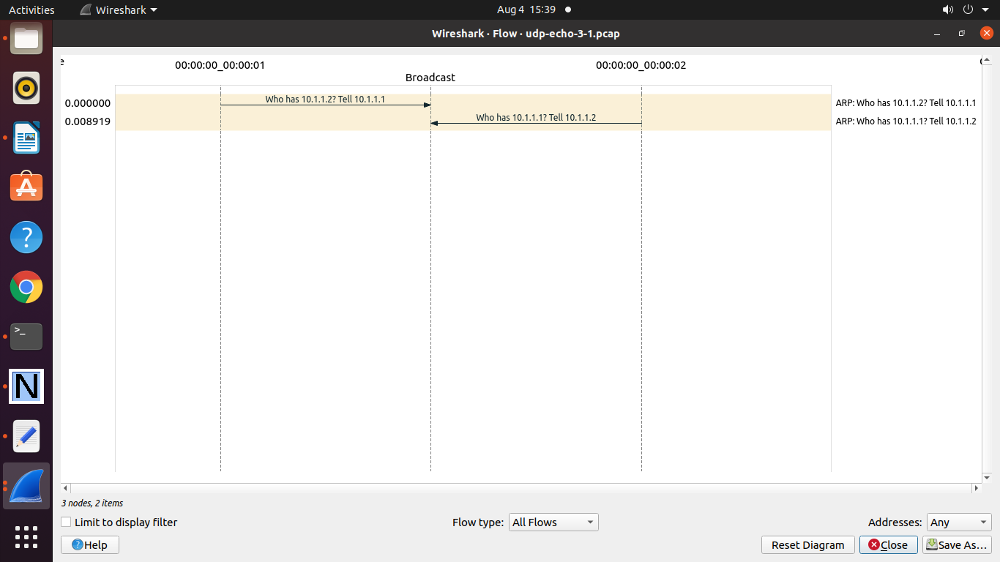 Activities Wireshark Aug 4 15:39
Wireshark · Flow · udp-echo-3-1.pcap
e 00:00:00_00:00:01 00:00:00_00:00:02
Broadcast
0.000000 Who has 10.1.1.2? Tell 10.1.1.1 ARP: Who has 10.1.1.2? Tell 10.1.1.1
0.008919 Who has 10.1.1.1? Tell 10.1.1.2 ARP: Who has 10.1.1.1? Tell 10.1.1.2
3 nodes, 2 items
Limit to display filter Flow type: All Flows Addresses: Any
Help Reset Diagram Close Save As…